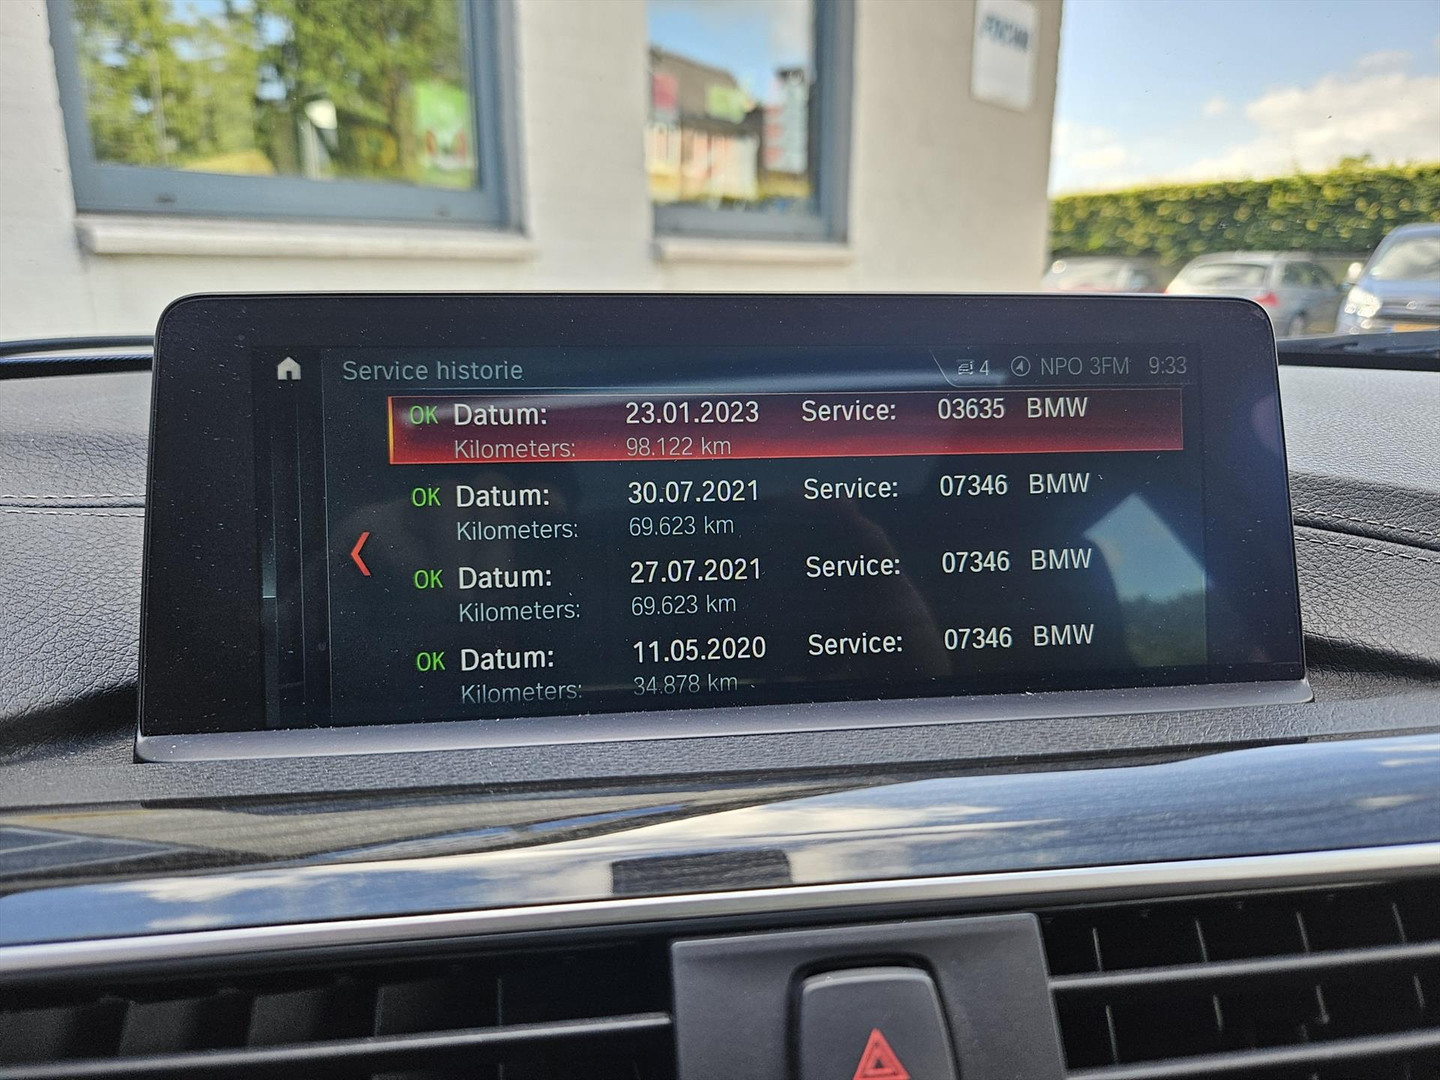 Service historie 4 NPO 3FM 9:33
OK Datum: 23.01.2023 Service: 03635 BMW
Kilometers: 98.122 km
OK Datum: 30.07.2021 Service: 07346 BMW
Kilometers: 69.623 km
OK Datum: 27.07.2021 Service: 07346 BMW
Kilometers: 69.623 km
OK Datum: 11.05.2020 Service: 07346 BMW
Kilometers: 34.878 km